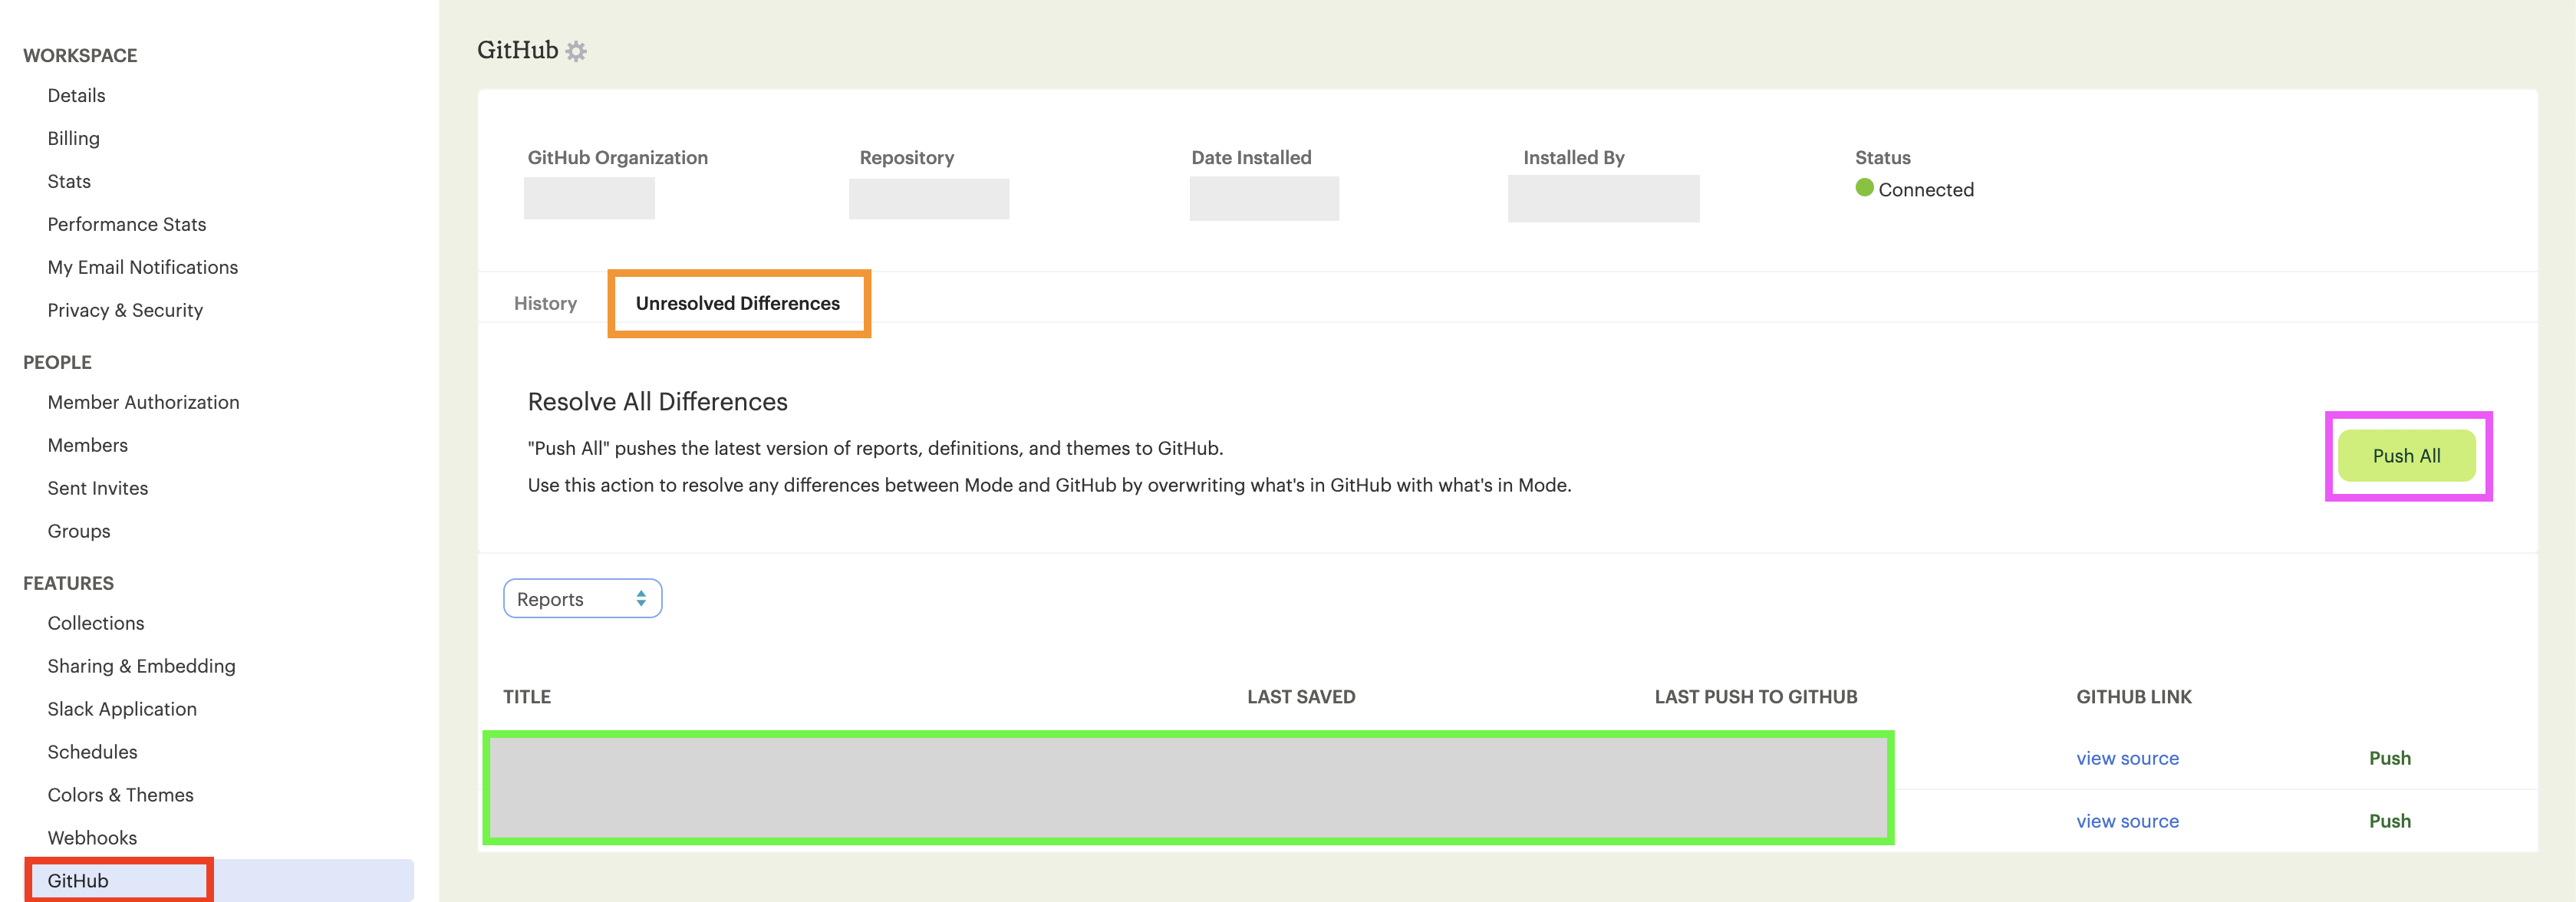 WORKSPACE
Details
Billing
Stats
Performance Stats
My Email Notifications
Privacy & Security
PEOPLE
Member Authorization
Members
Sent Invites
Groups
FEATURES
Collections
Sharing & Embedding
Slack Application
Schedules
Colors & Themes
Webhooks
GitHub
GitHub
GitHub Organization
Repository
Date Installed
Installed By
Status
Connected
History
Unresolved Differences
Resolve All Differences
"Push All" pushes the latest version of reports, definitions, and themes to GitHub.
Use this action to resolve any differences between Mode and GitHub by overwriting what's in GitHub with what's in Mode.
Push All
Reports
TITLE LAST SAVED LAST PUSH TO GITHUB GITHUB LINK
view source Push
view source Push